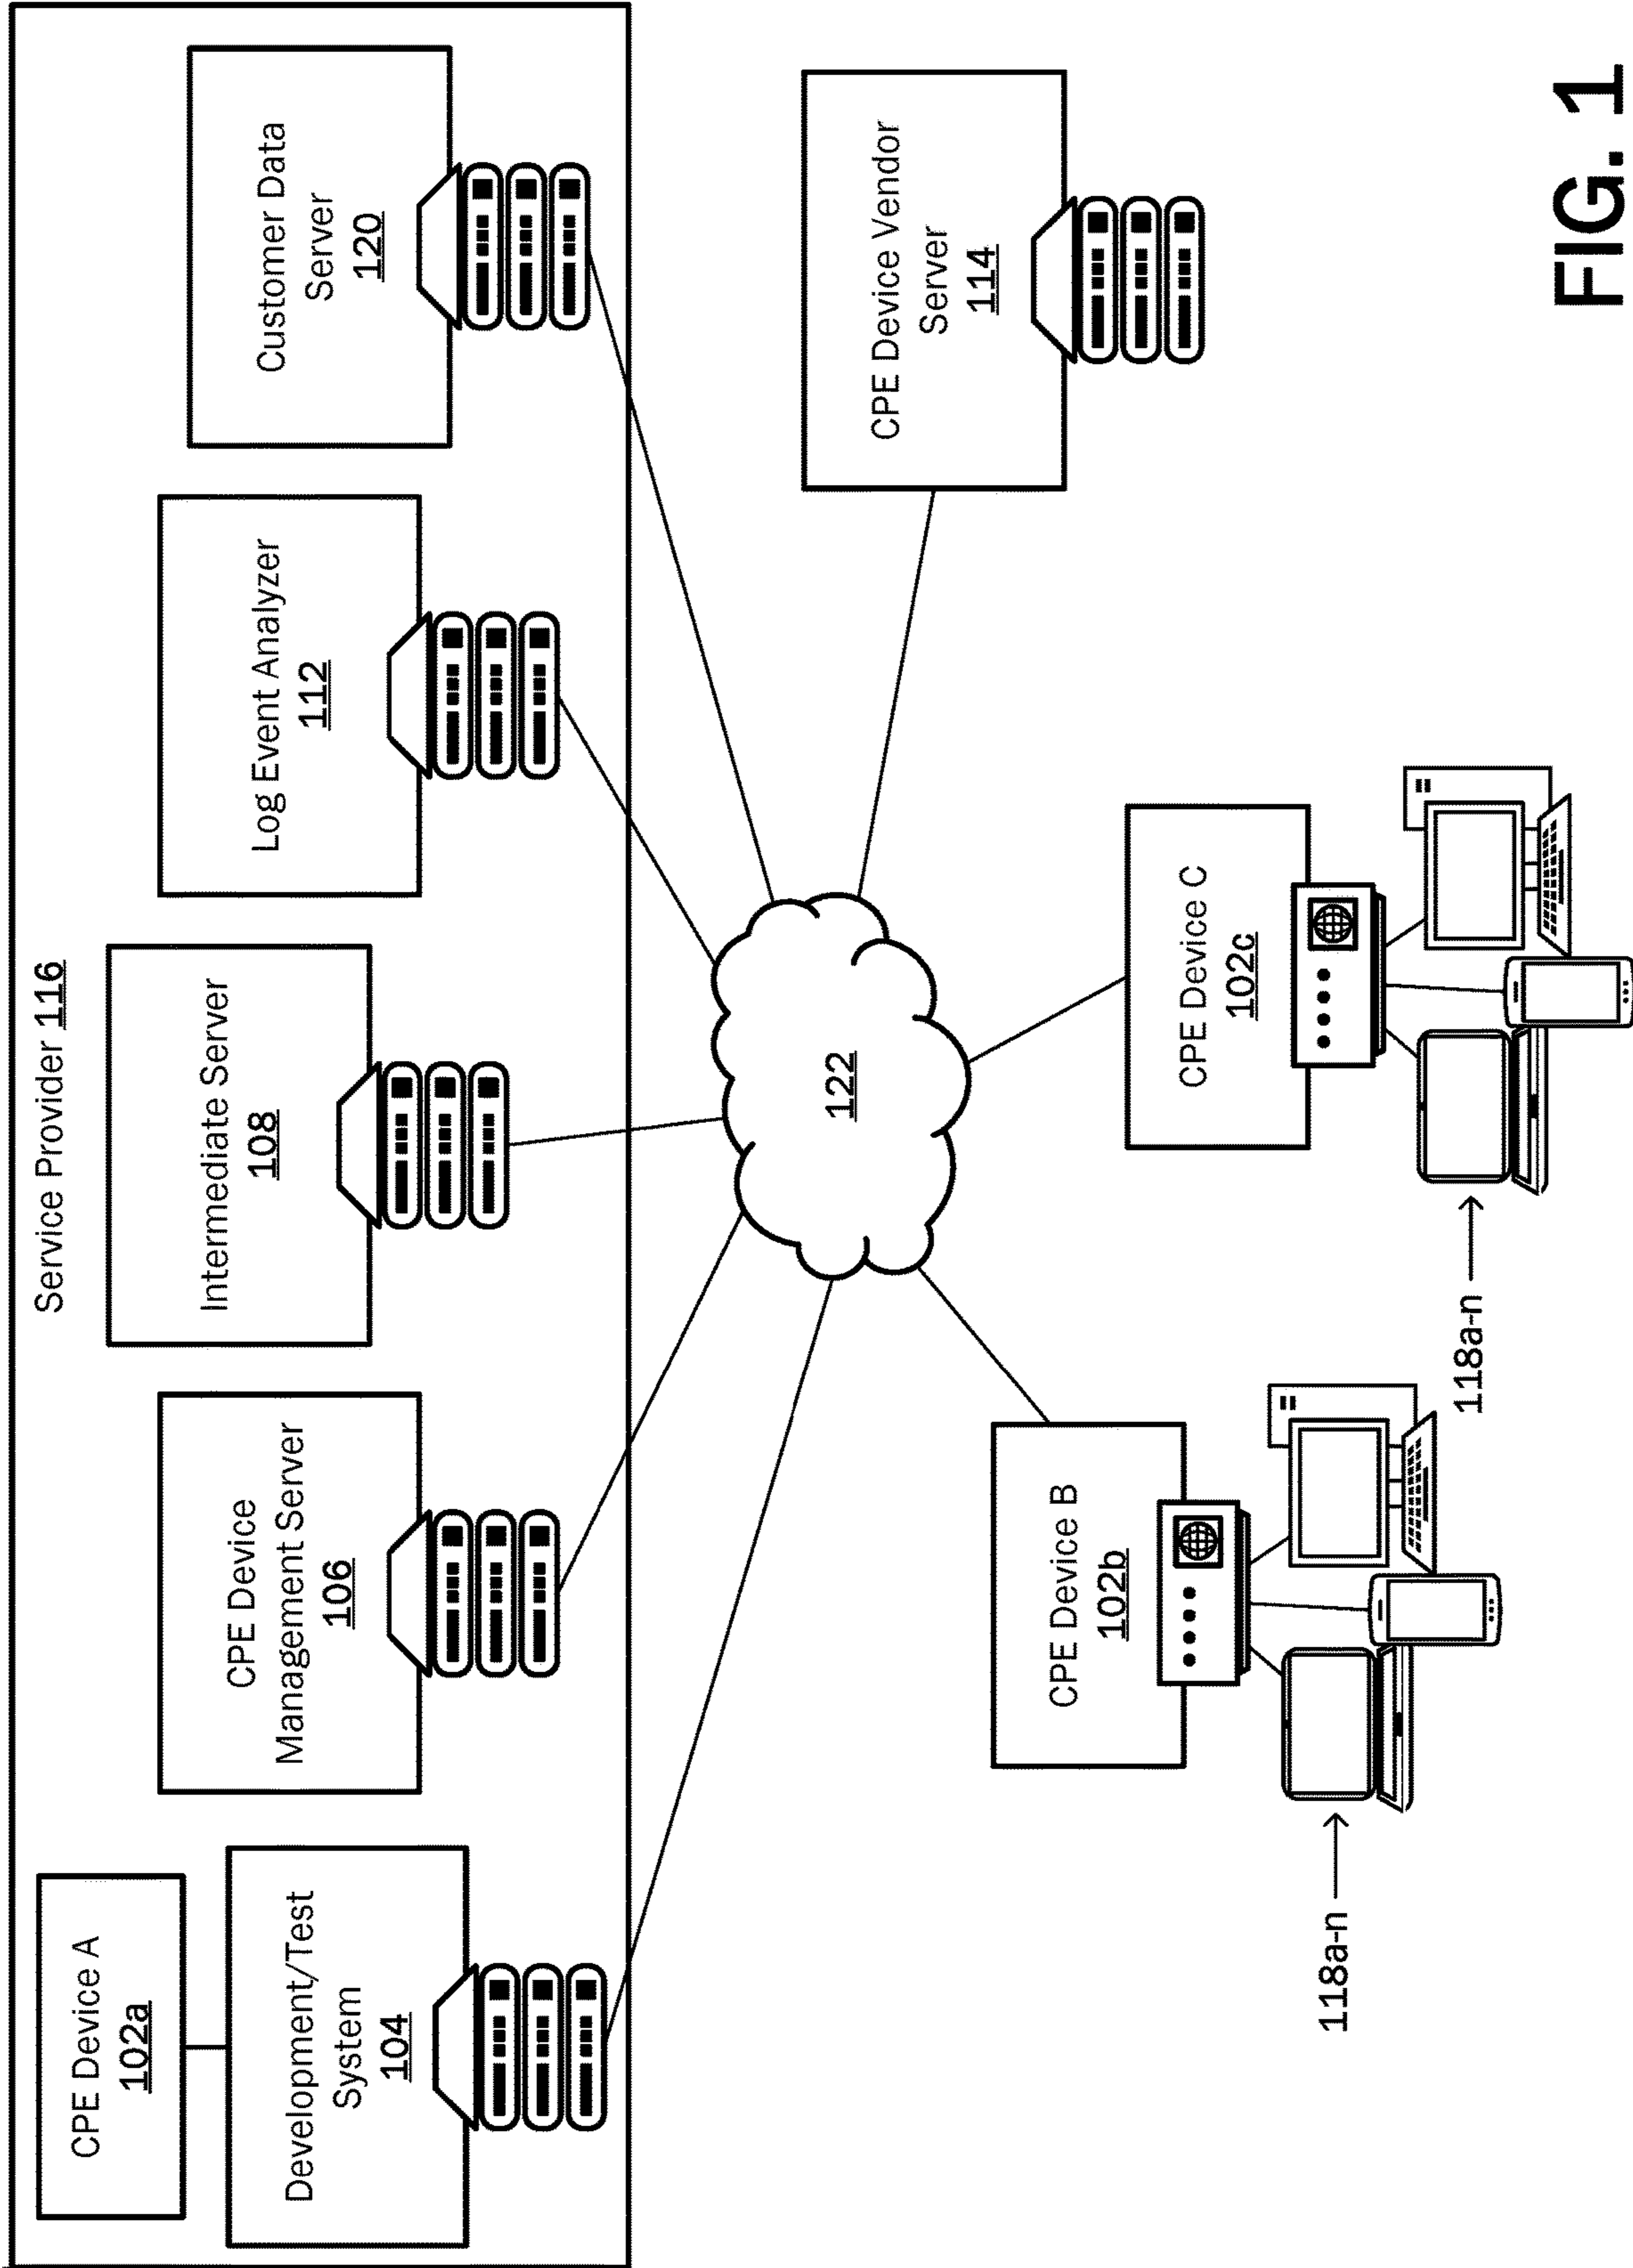 Service Provider 116
CPE Device A
102a
Development/Test
System
104
CPE Device
Management Server
106
Intermediate Server
108
Log Event Analyzer
112
Customer Data
Server
120
122
CPE Device Vendor
Server
114
CPE Device B
102b
118a-n
CPE Device C
102c
118a-n
FIG. 1